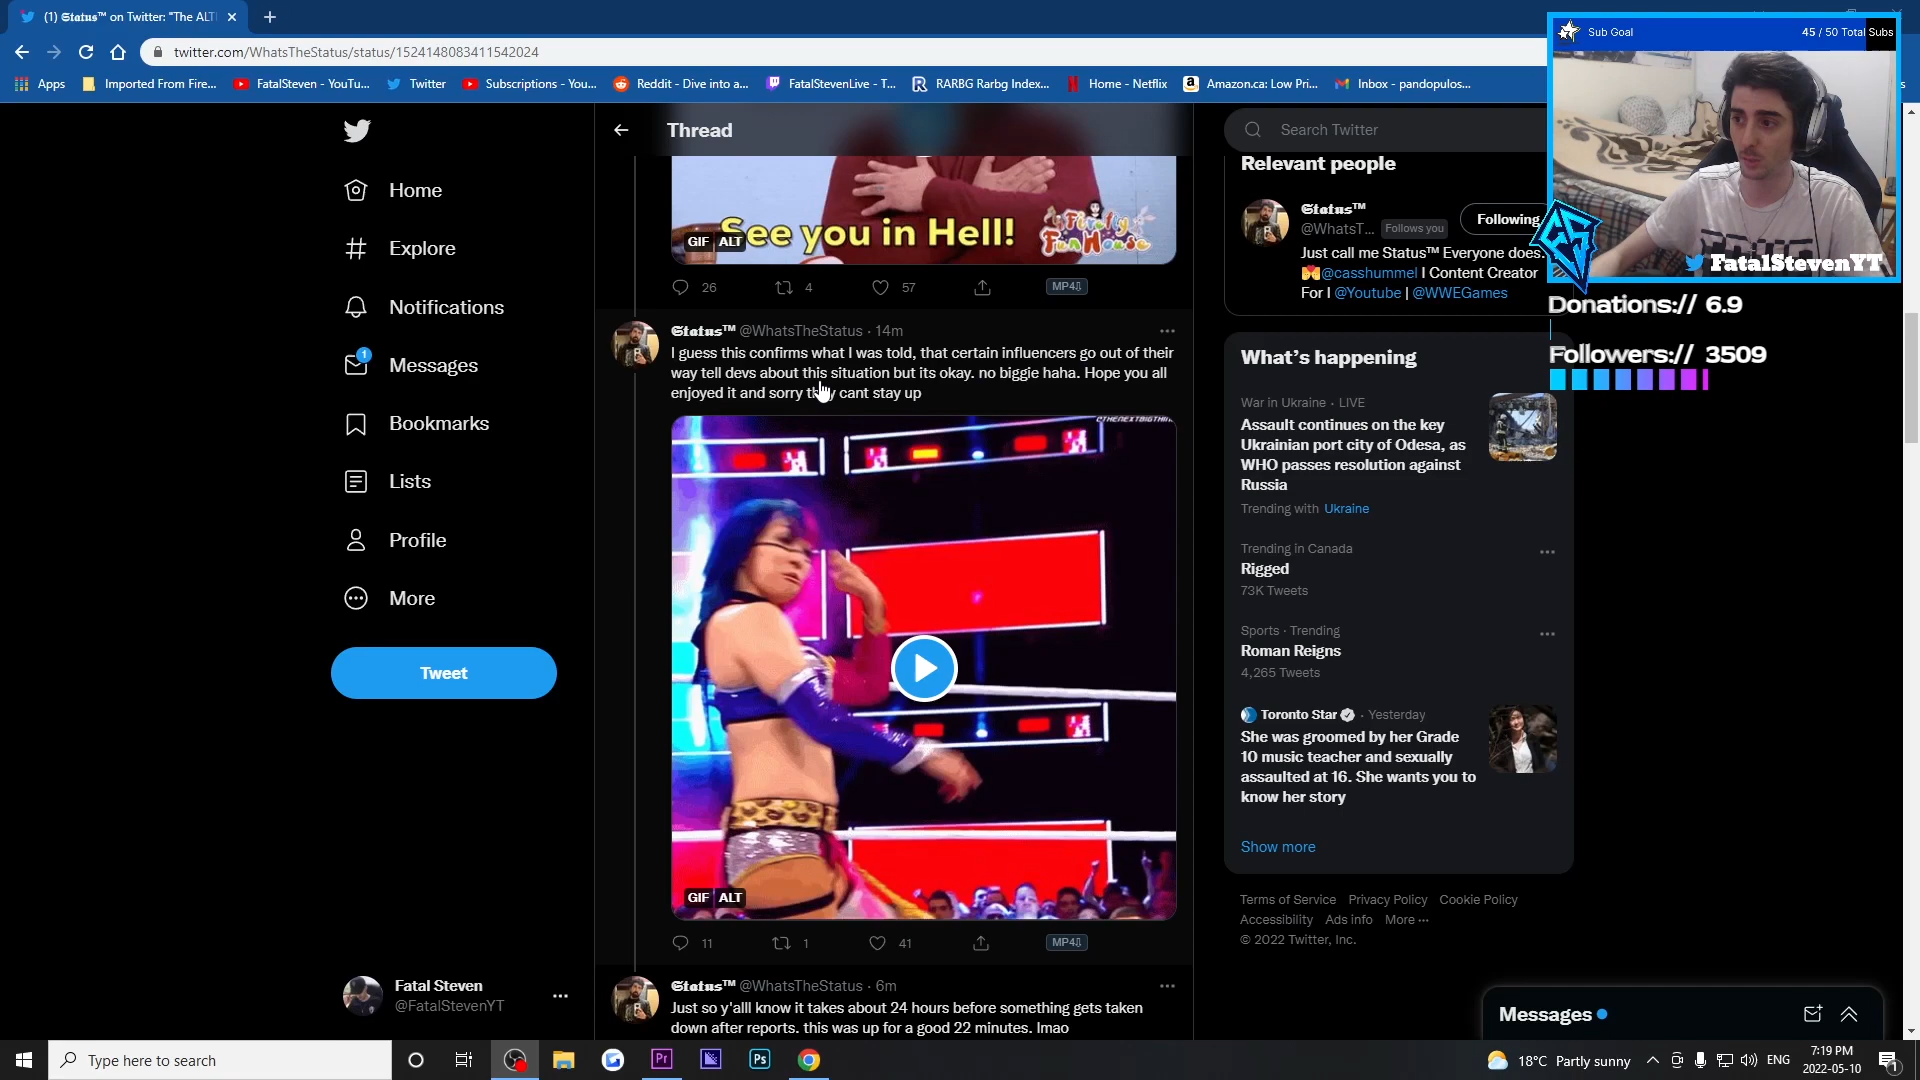 (1) 𝕾𝖙𝖆𝖙𝖚𝖘™ on Twitter: "The ALT
twitter.com/WhatsTheStatus/status/1524148083411542024
Apps
Imported From Fire...
FatalSteven - YouTu...
Twitter
Subscriptions - You...
Reddit - Dive into a...
FatalStevenLive - T...
RARBG Rarbg Index...
Home - Netflix
Amazon.ca: Low Pri...
Inbox - pandopulos...
Sub Goal
45 / 50 Total Subs
FatalStevenYT
Donations:// 6.9
Followers:// 3509
Home
Explore
Notifications
1
Messages
Bookmarks
Lists
Profile
More
Tweet
Fatal Steven
@FatalStevenYT
Thread
See you in Hell!
Firefly
Fun House
GIF ALT
26
4
57
MP4⇩
𝕾𝖙𝖆𝖙𝖚𝖘™ @WhatsTheStatus · 14m
I guess this confirms what I was told, that certain influencers go out of their
way tell devs about this situation but its okay. no biggie haha. Hope you all
enjoyed it and sorry they cant stay up
GIF ALT
11
1
41
MP4⇩
𝕾𝖙𝖆𝖙𝖚𝖘™ @WhatsTheStatus · 6m
Just so y'alll know it takes about 24 hours before something gets taken
down after reports. this was up for a good 22 minutes. lmao
Search Twitter
Relevant people
𝕾𝖙𝖆𝖙𝖚𝖘™
@WhatsT... Follows you
Following
Just call me Status™ Everyone does.
@casshummel I Content Creator
For I @Youtube | @WWEGames
What's happening
War in Ukraine · LIVE
Assault continues on the key
Ukrainian port city of Odesa, as
WHO passes resolution against
Russia
Trending with Ukraine
Trending in Canada
Rigged
73K Tweets
Sports · Trending
Roman Reigns
4,265 Tweets
Toronto Star · Yesterday
She was groomed by her Grade
10 music teacher and sexually
assaulted at 16. She wants you to
know her story
Show more
Terms of Service Privacy Policy Cookie Policy
Accessibility Ads info More ···
© 2022 Twitter, Inc.
Messages
Type here to search
Pr
Ps
18°C Partly sunny
ENG
7:19 PM
2022-05-10
1